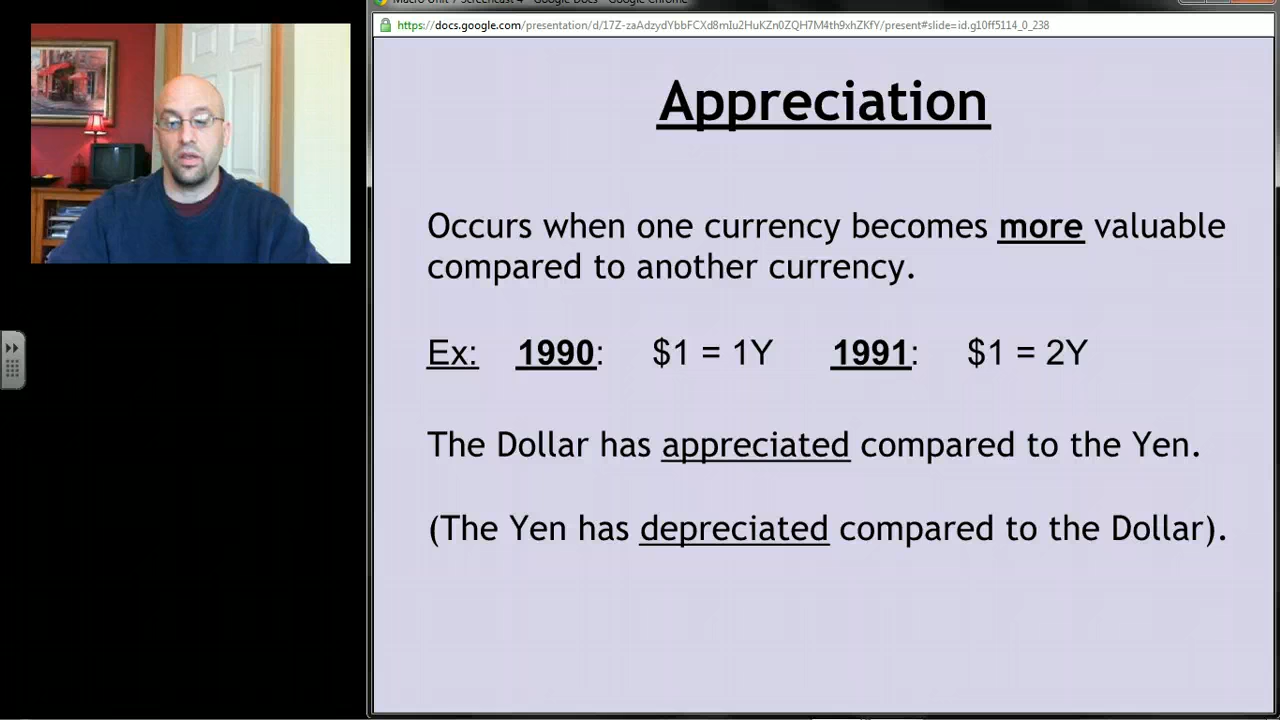 https://docs.google.com/presentation/d/17Z-zaAdzydYbbFCXd8mIu2HuKZn0ZQH7M4th9xhZKfY/present#slide=id.g10ff5114_0_238
Appreciation
Occurs when one currency becomes more valuable
compared to another currency.
Ex: 1990: $1 = 1Y 1991: $1 = 2Y
The Dollar has appreciated compared to the Yen.
(The Yen has depreciated compared to the Dollar).